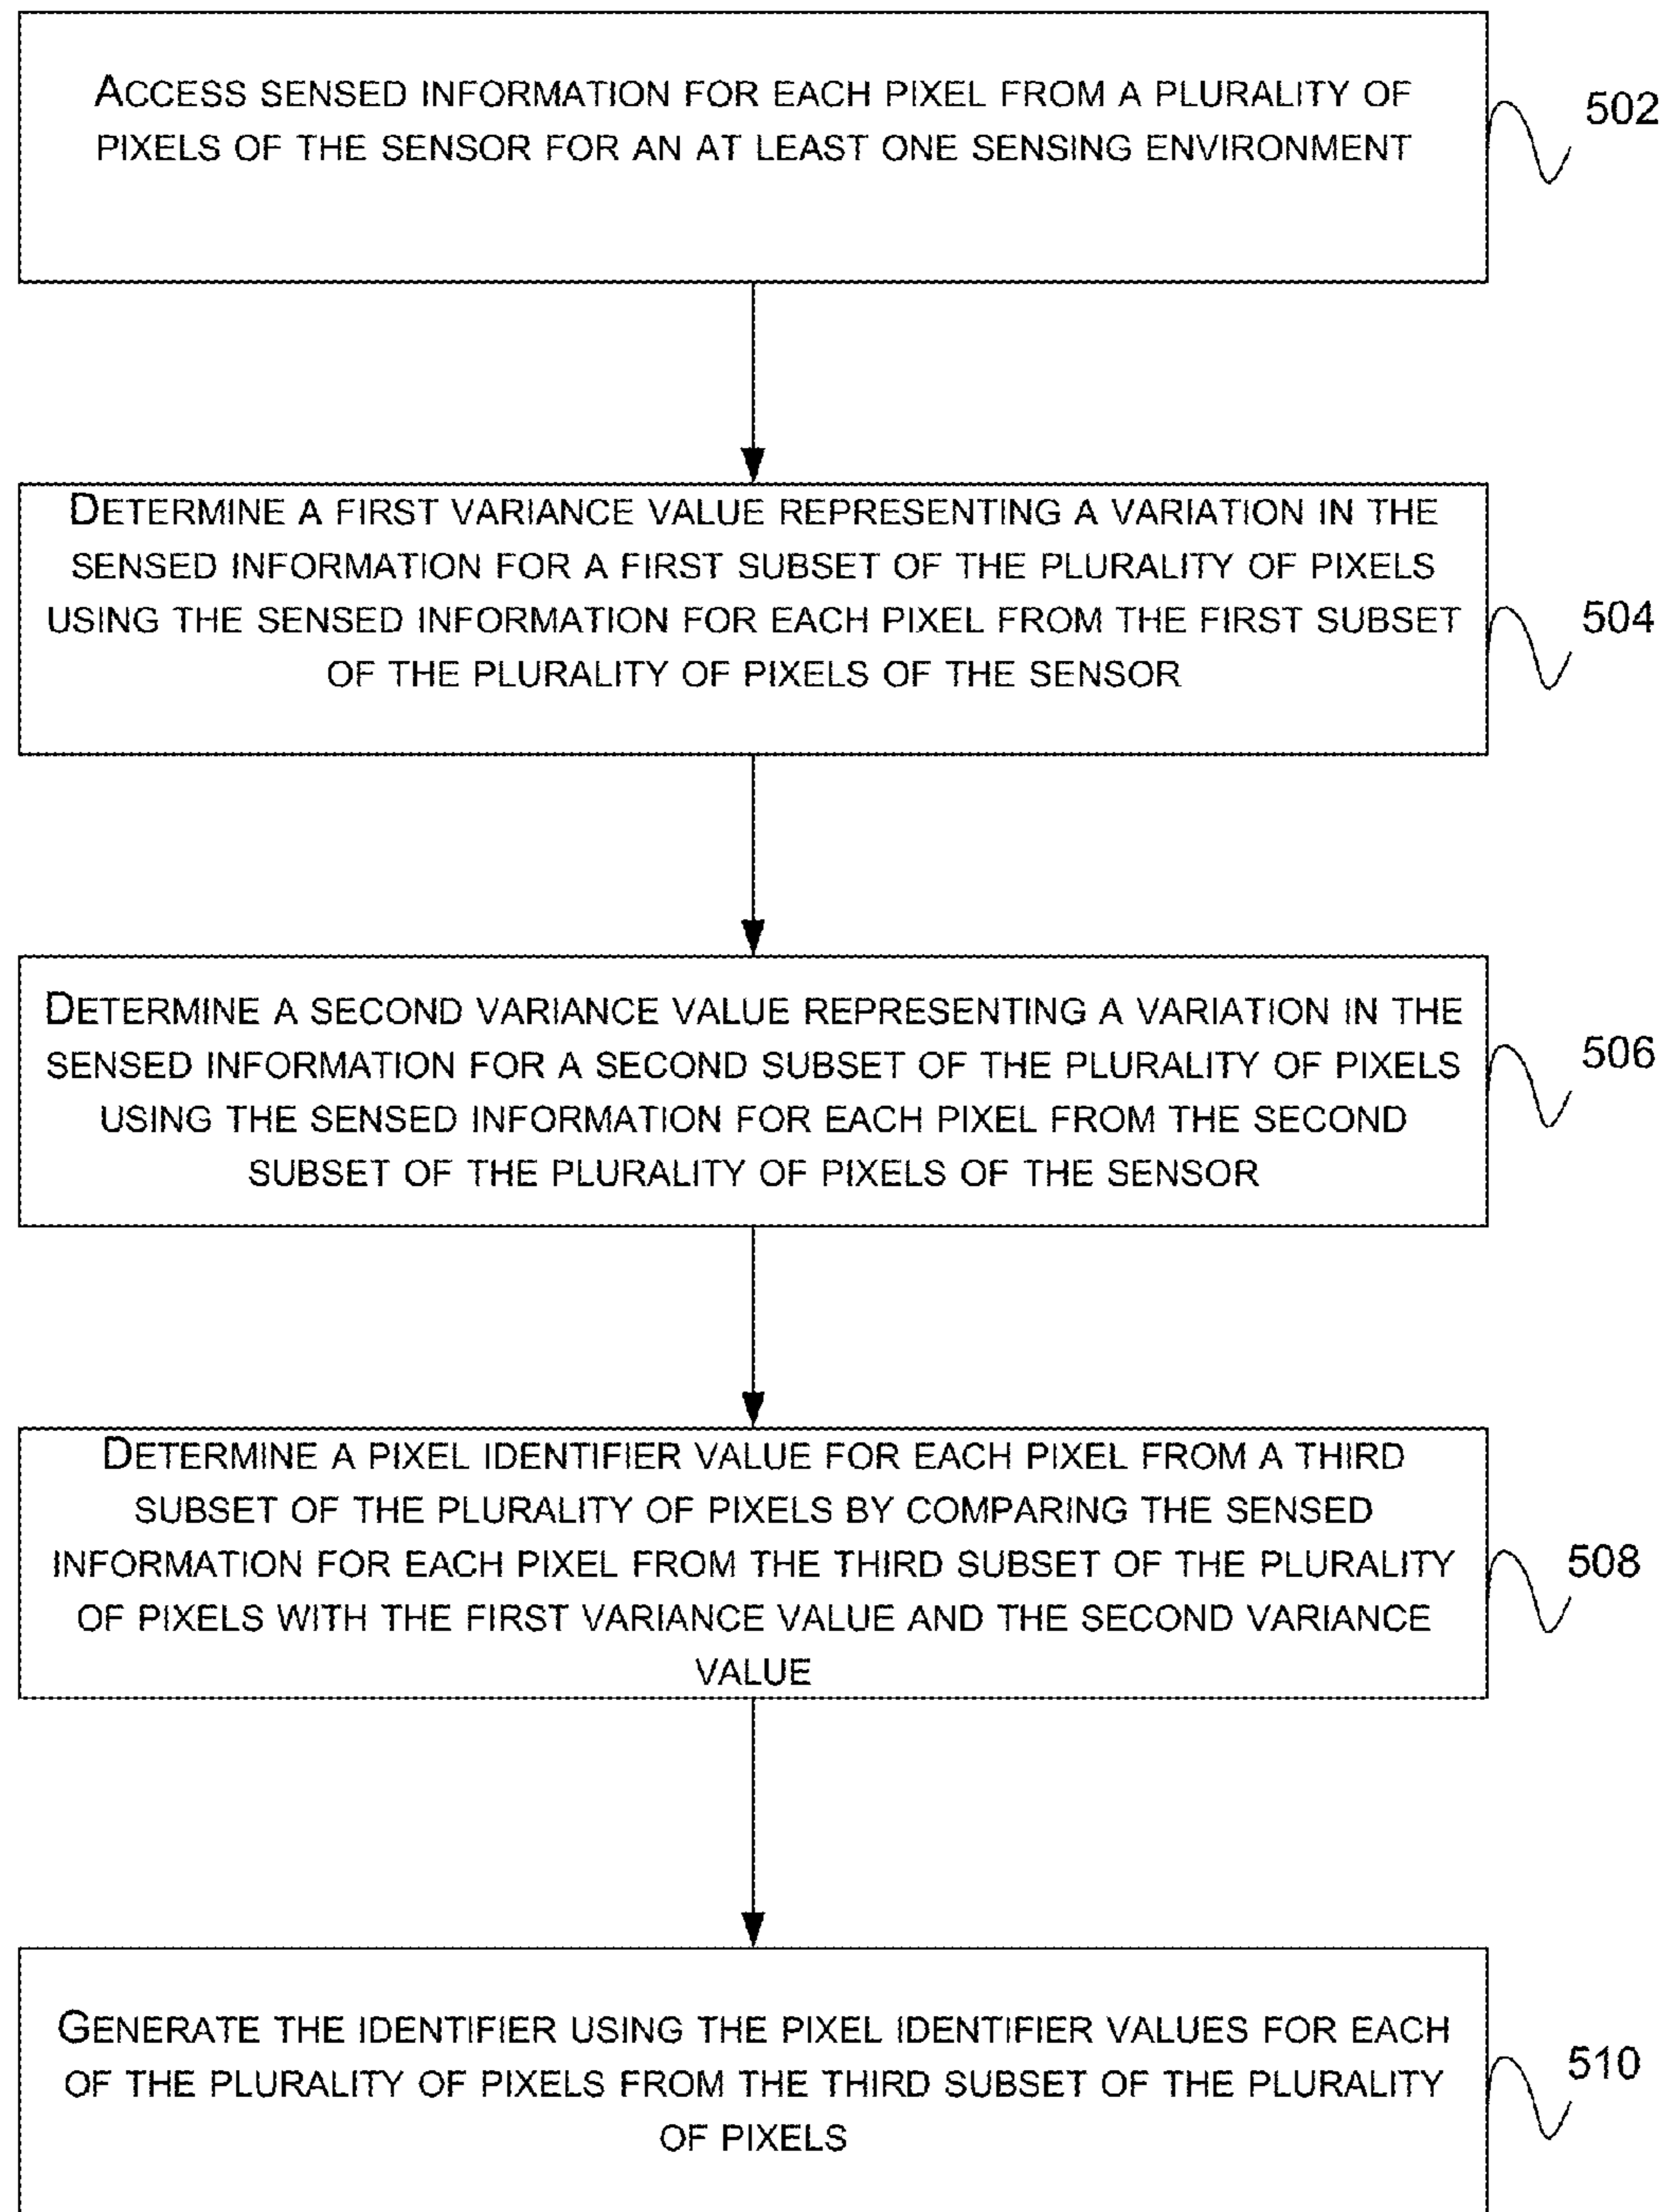 ACCESS SENSED INFORMATION FOR EACH PIXEL FROM A PLURALITY OF
PIXELS OF THE SENSOR FOR AN AT LEAST ONE SENSING ENVIRONMENT
502
DETERMINE A FIRST VARIANCE VALUE REPRESENTING A VARIATION IN THE
SENSED INFORMATION FOR A FIRST SUBSET OF THE PLURALITY OF PIXELS
USING THE SENSED INFORMATION FOR EACH PIXEL FROM THE FIRST SUBSET
OF THE PLURALITY OF PIXELS OF THE SENSOR
504
DETERMINE A SECOND VARIANCE VALUE REPRESENTING A VARIATION IN THE
SENSED INFORMATION FOR A SECOND SUBSET OF THE PLURALITY OF PIXELS
USING THE SENSED INFORMATION FOR EACH PIXEL FROM THE SECOND
SUBSET OF THE PLURALITY OF PIXELS OF THE SENSOR
506
DETERMINE A PIXEL IDENTIFIER VALUE FOR EACH PIXEL FROM A THIRD
SUBSET OF THE PLURALITY OF PIXELS BY COMPARING THE SENSED
INFORMATION FOR EACH PIXEL FROM THE THIRD SUBSET OF THE PLURALITY
OF PIXELS WITH THE FIRST VARIANCE VALUE AND THE SECOND VARIANCE
VALUE
508
GENERATE THE IDENTIFIER USING THE PIXEL IDENTIFIER VALUES FOR EACH
OF THE PLURALITY OF PIXELS FROM THE THIRD SUBSET OF THE PLURALITY
OF PIXELS
510